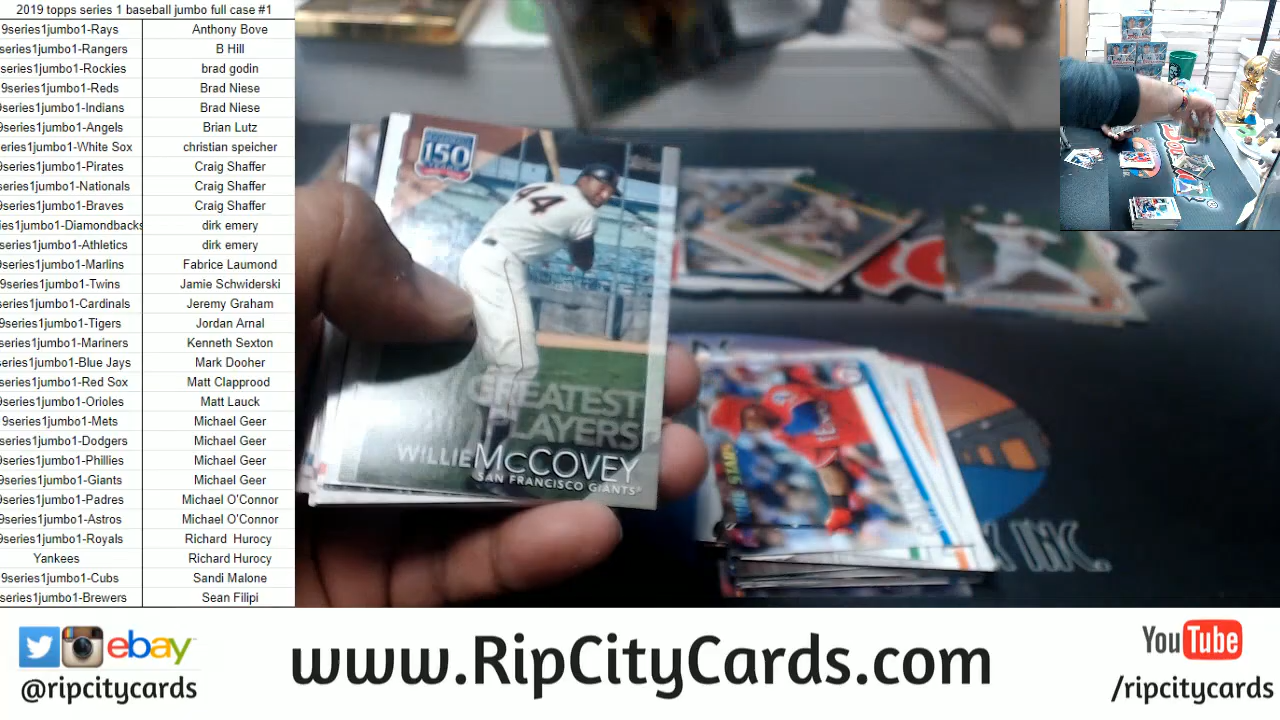 2019 topps series 1 baseball jumbo full case #1
9series1jumbo1-Rays Anthony Bove
series1jumbo1-Rangers B Hill
series1jumbo1-Rockies brad godin
9series1jumbo1-Reds Brad Niese
9series1jumbo1-Indians Brad Niese
9series1jumbo1-Angels Brian Lutz
eries1jumbo1-White Sox christian speicher
series1jumbo1-Pirates Craig Shaffer
series1jumbo1-Nationals Craig Shaffer
9series1jumbo1-Braves Craig Shaffer
ies1jumbo1-Diamondbacks dirk emery
series1jumbo1-Athletics dirk emery
series1jumbo1-Marlins Fabrice Laumond
9series1jumbo1-Twins Jamie Schwiderski
series1jumbo1-Cardinals Jeremy Graham
9series1jumbo1-Tigers Jordan Arnal
series1jumbo1-Mariners Kenneth Sexton
series1jumbo1-Blue Jays Mark Dooher
series1jumbo1-Red Sox Matt Clapprood
series1jumbo1-Orioles Matt Lauck
9series1jumbo1-Mets Michael Geer
series1jumbo1-Dodgers Michael Geer
series1jumbo1-Phillies Michael Geer
9series1jumbo1-Giants Michael Geer
series1jumbo1-Padres Michael O'Connor
9series1jumbo1-Astros Michael O'Connor
9series1jumbo1-Royals Richard Hurocy
Yankees Richard Hurocy
9series1jumbo1-Cubs Sandi Malone
series1jumbo1-Brewers Sean Filipi
150
44
GREATEST
PLAYERS
WILLIE McCOVEY
SAN FRANCISCO GIANTS
ebay
@ripcitycards
www.RipCityCards.com
YouTube
/ripcitycards